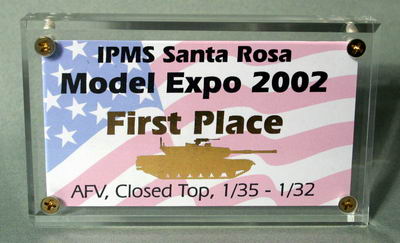 IPMS Santa Rosa
Model Expo 2002
First Place
AFV, Closed Top, 1/35 - 1/32